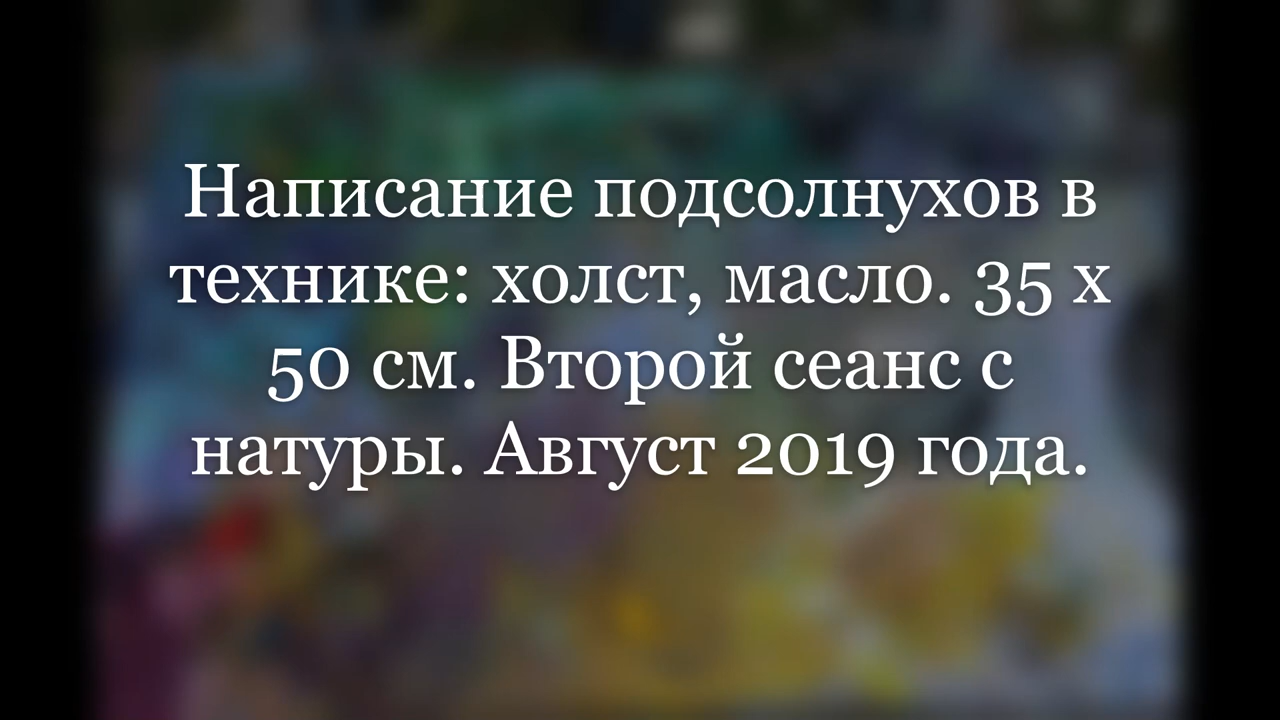 Написание подсолнухов в
технике: холст, масло. 35 х
50 см. Второй сеанс с
натуры. Август 2019 года.